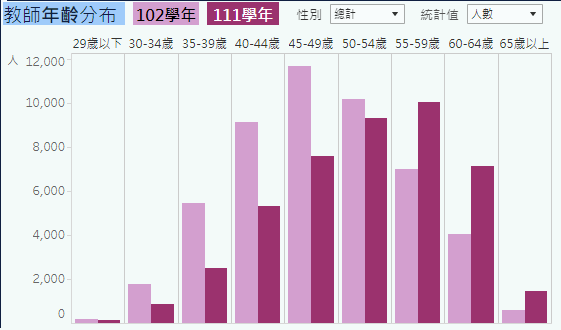 教師年齡分布 102學年 111學年 性別 總計 統計值 人數
29歲以下 30-34歲 35-39歲 40-44歲 45-49歲 50-54歲 55-59歲 60-64歲 65歲以上
人 12,000
10,000
8,000
6,000
4,000
2,000
0